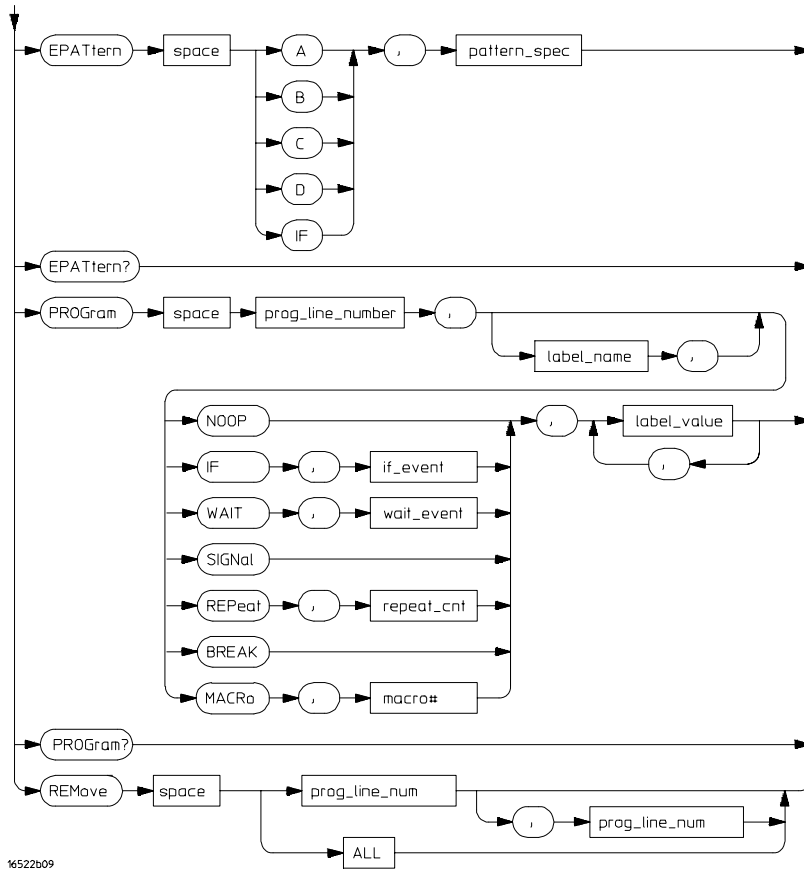 EPATtern space A , pattern_spec
B
C
D
IF
EPATtern?
PROGram space prog_line_number ,
label_name ,
NOOP , label_value
IF , if_event ,
WAIT , wait_event
SIGNal
REPeat , repeat_cnt
BREAK
MACRo , macro#
PROGram?
REMove space prog_line_num
, prog_line_num
ALL
16522b09